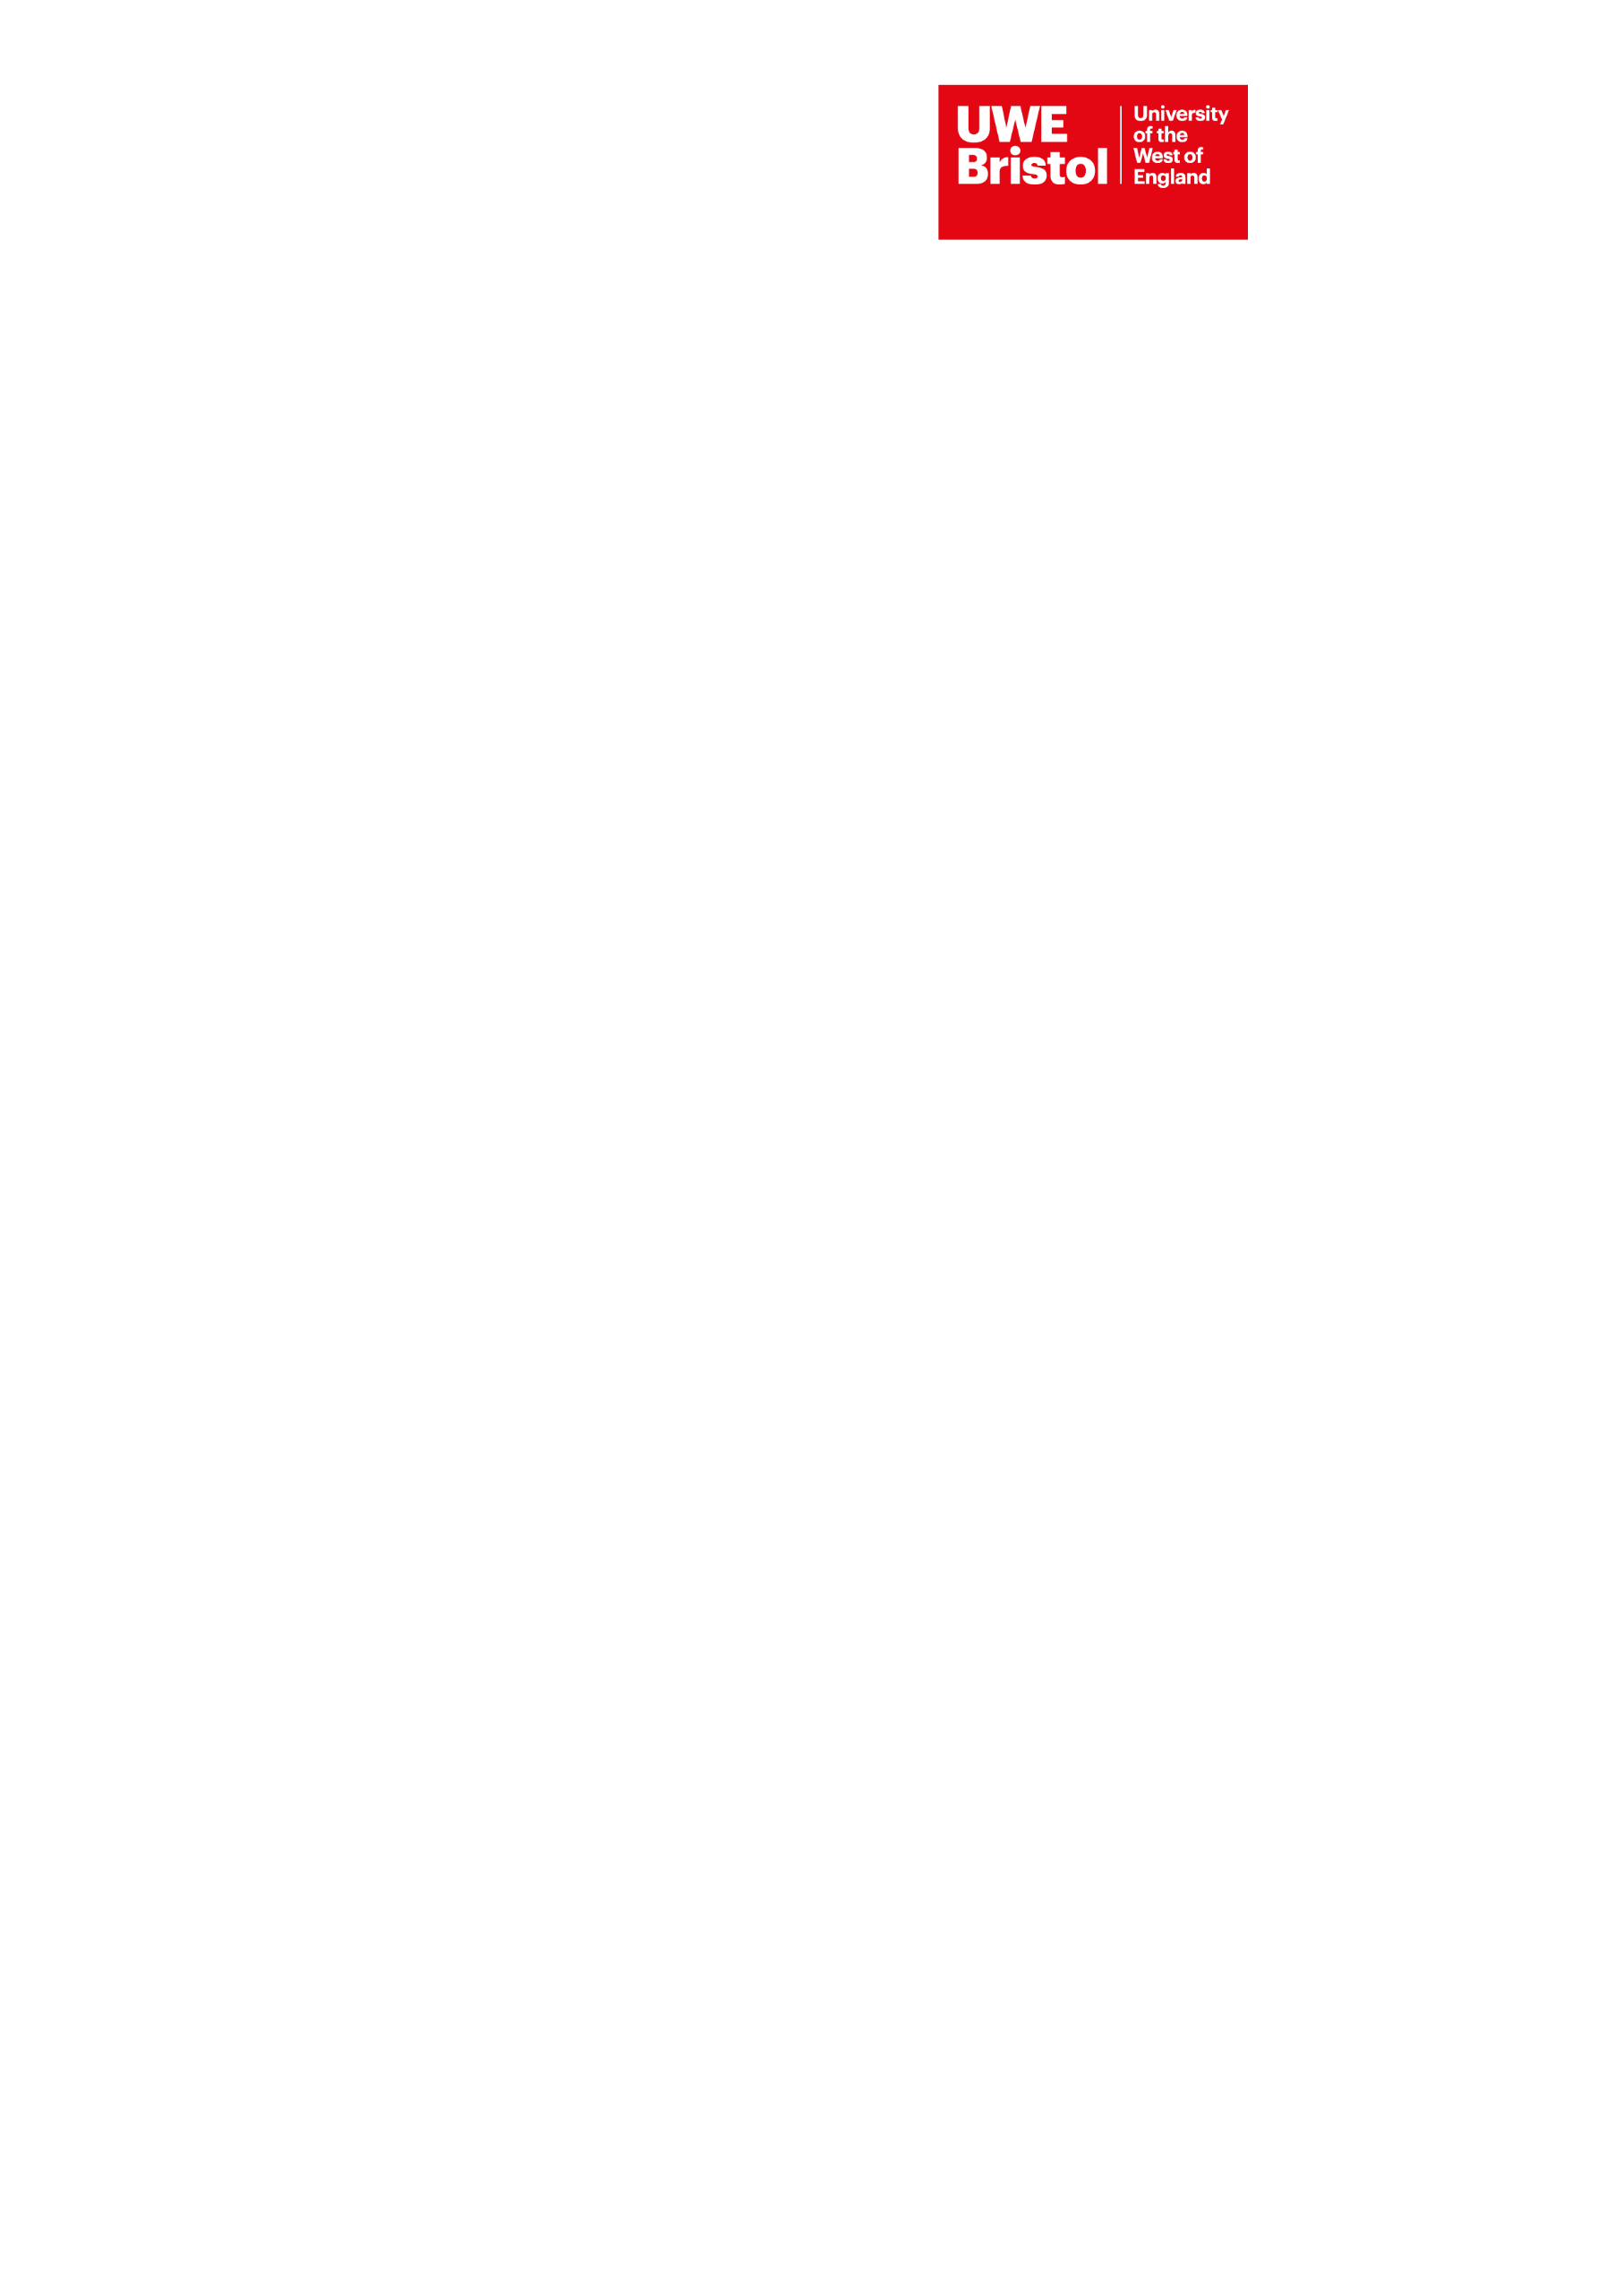 UWE
Bristol
University
of the
West of
England